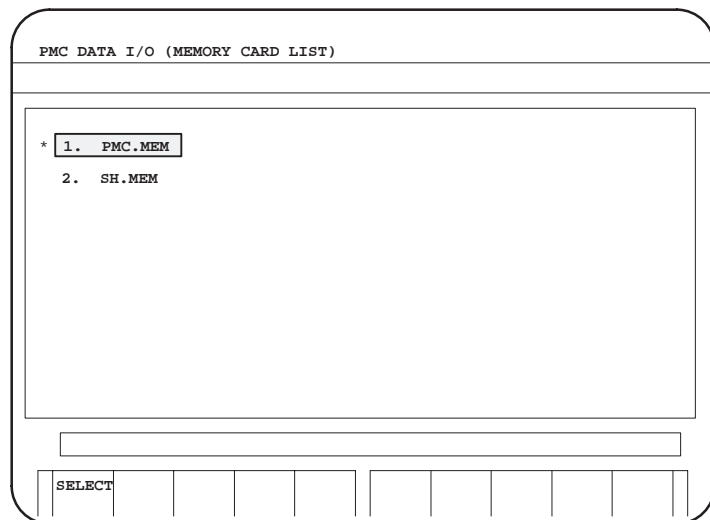 PMC DATA I/O (MEMORY CARD LIST)
* 1. PMC.MEM
2. SH.MEM
SELECT